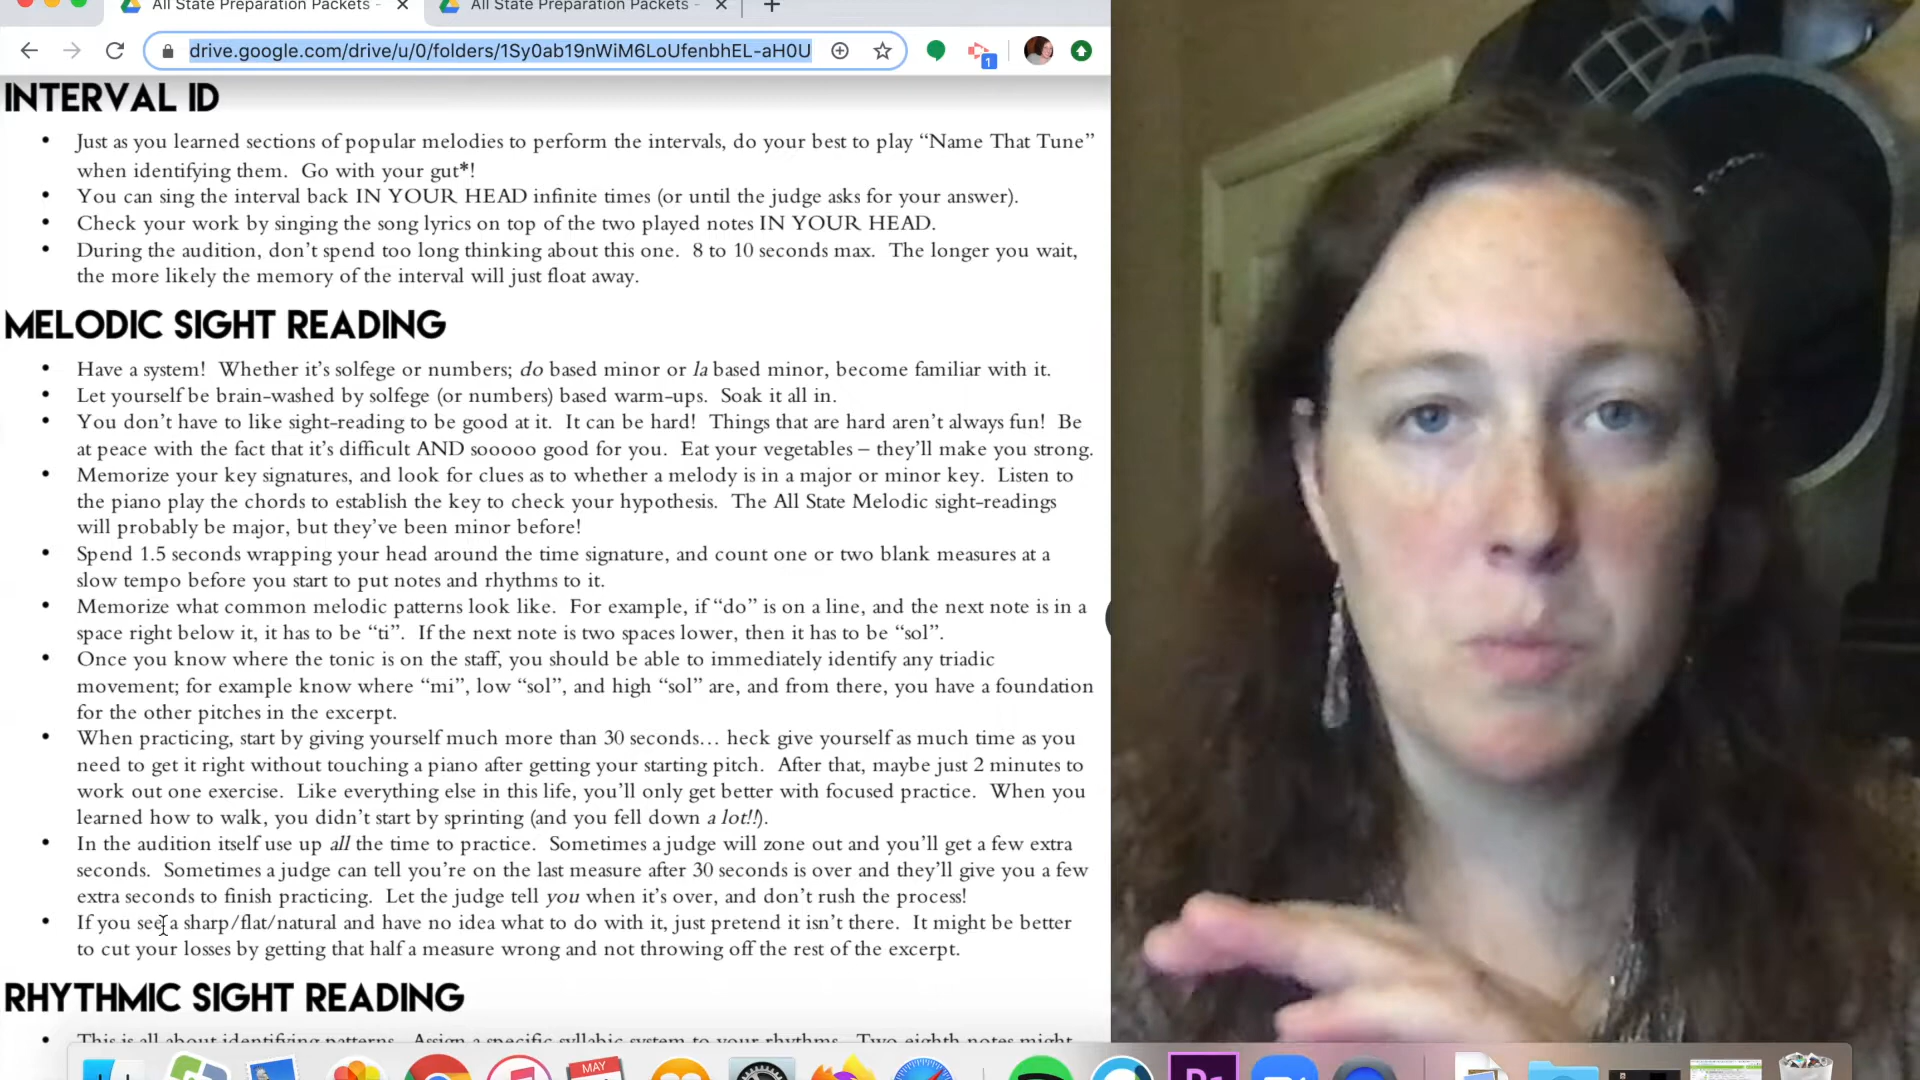 All State Preparation Packets -
All State Preparation Packets -
drive.google.com/drive/u/0/folders/1Sy0ab19nWiM6LoUfenbhEL-aH0U
1
INTERVAL ID
• Just as you learned sections of popular melodies to perform the intervals, do your best to play “Name That Tune”
when identifying them. Go with your gut*!
• You can sing the interval back IN YOUR HEAD infinite times (or until the judge asks for your answer).
• Check your work by singing the song lyrics on top of the two played notes IN YOUR HEAD.
• During the audition, don’t spend too long thinking about this one. 8 to 10 seconds max. The longer you wait,
the more likely the memory of the interval will just float away.
MELODIC SIGHT READING
• Have a system! Whether it’s solfege or numbers; do based minor or la based minor, become familiar with it.
• Let yourself be brain-washed by solfege (or numbers) based warm-ups. Soak it all in.
• You don’t have to like sight-reading to be good at it. It can be hard! Things that are hard aren’t always fun! Be
at peace with the fact that it’s difficult AND sooooo good for you. Eat your vegetables – they’ll make you strong.
• Memorize your key signatures, and look for clues as to whether a melody is in a major or minor key. Listen to
the piano play the chords to establish the key to check your hypothesis. The All State Melodic sight-readings
will probably be major, but they’ve been minor before!
• Spend 1.5 seconds wrapping your head around the time signature, and count one or two blank measures at a
slow tempo before you start to put notes and rhythms to it.
• Memorize what common melodic patterns look like. For example, if “do” is on a line, and the next note is in a
space right below it, it has to be “ti”. If the next note is two spaces lower, then it has to be “sol”.
• Once you know where the tonic is on the staff, you should be able to immediately identify any triadic
movement; for example know where “mi”, low “sol”, and high “sol” are, and from there, you have a foundation
for the other pitches in the excerpt.
• When practicing, start by giving yourself much more than 30 seconds… heck give yourself as much time as you
need to get it right without touching a piano after getting your starting pitch. After that, maybe just 2 minutes to
work out one exercise. Like everything else in this life, you’ll only get better with focused practice. When you
learned how to walk, you didn’t start by sprinting (and you fell down a lot!!).
• In the audition itself use up all the time to practice. Sometimes a judge will zone out and you’ll get a few extra
seconds. Sometimes a judge can tell you’re on the last measure after 30 seconds is over and they’ll give you a few
extra seconds to finish practicing. Let the judge tell you when it’s over, and don’t rush the process!
• If you see a sharp/flat/natural and have no idea what to do with it, just pretend it isn’t there. It might be better
to cut your losses by getting that half a measure wrong and not throwing off the rest of the excerpt.
RHYTHMIC SIGHT READING
• This is all about identifying patterns. Assign a specific syllabic system to your rhythms. Two eighth notes might
MAY
Pr